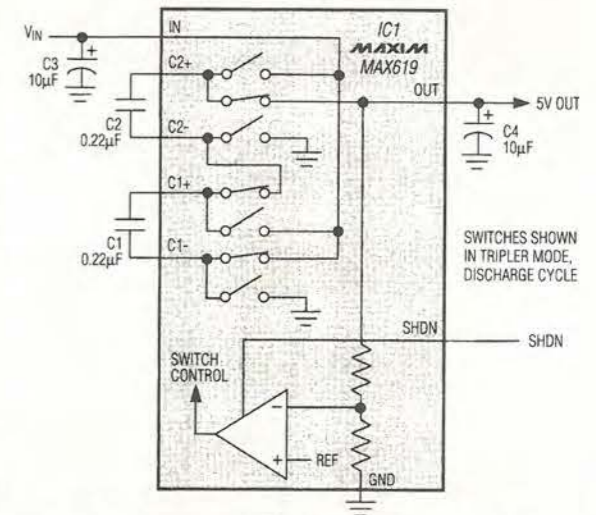 IC1
MAXIM
MAX619
VIN
IN
C3
10µF
C2+
OUT
5V OUT
C2
0.22µF
C2-
C4
10µF
C1+
C1
0.22µF
C1-
SWITCHES SHOWN
IN TRIPLER MODE,
DISCHARGE CYCLE
SHDN
SHDN
SWITCH
CONTROL
REF
GND